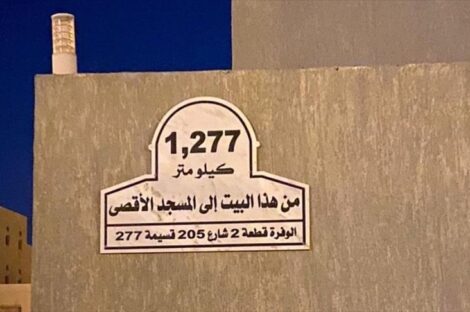 1,277
كيلو متر
من هذا البيت إلى المسجد الأقصى
الوفرة قطعة 2 شارع 205 قسيمة 277